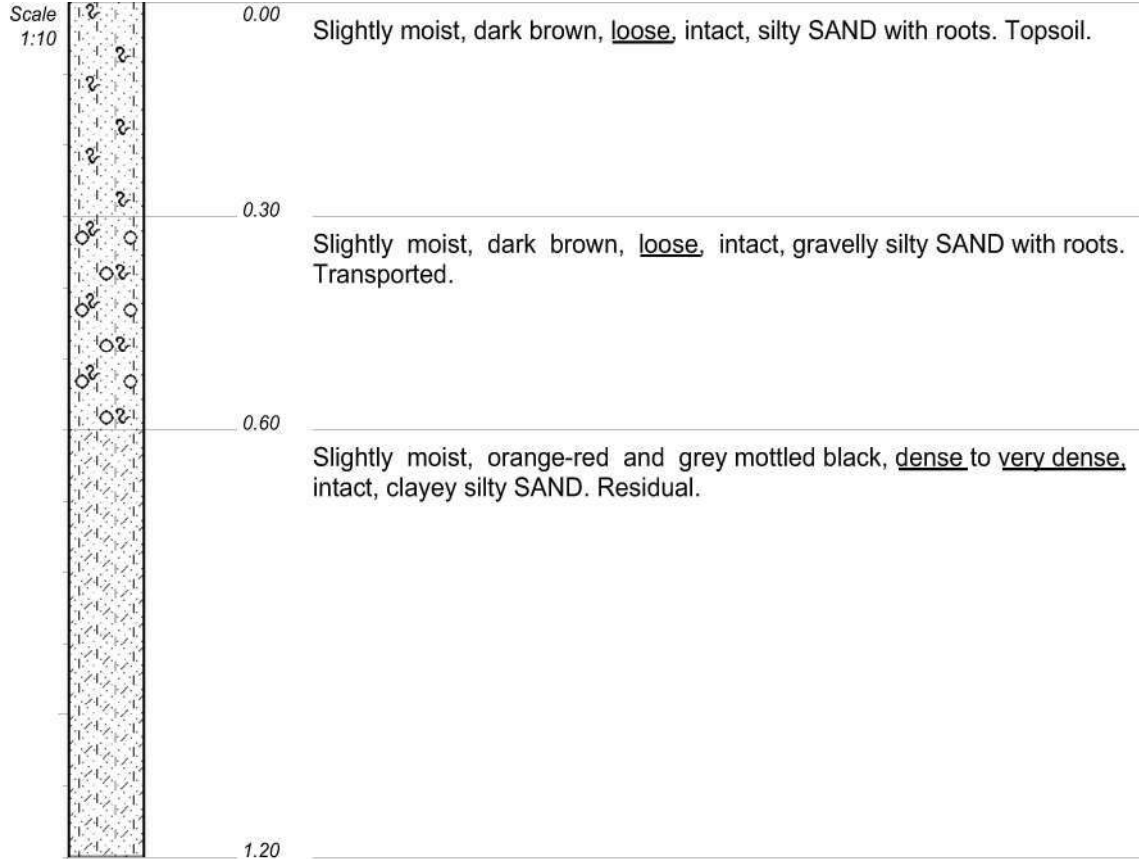 Scale
1:10
0.00
Slightly moist, dark brown, loose, intact, silty SAND with roots. Topsoil.
0.30
Slightly moist, dark brown, loose, intact, gravelly silty SAND with roots.
Transported.
0.60
Slightly moist, orange-red and grey mottled black, dense to very dense,
intact, clayey silty SAND. Residual.
1.20